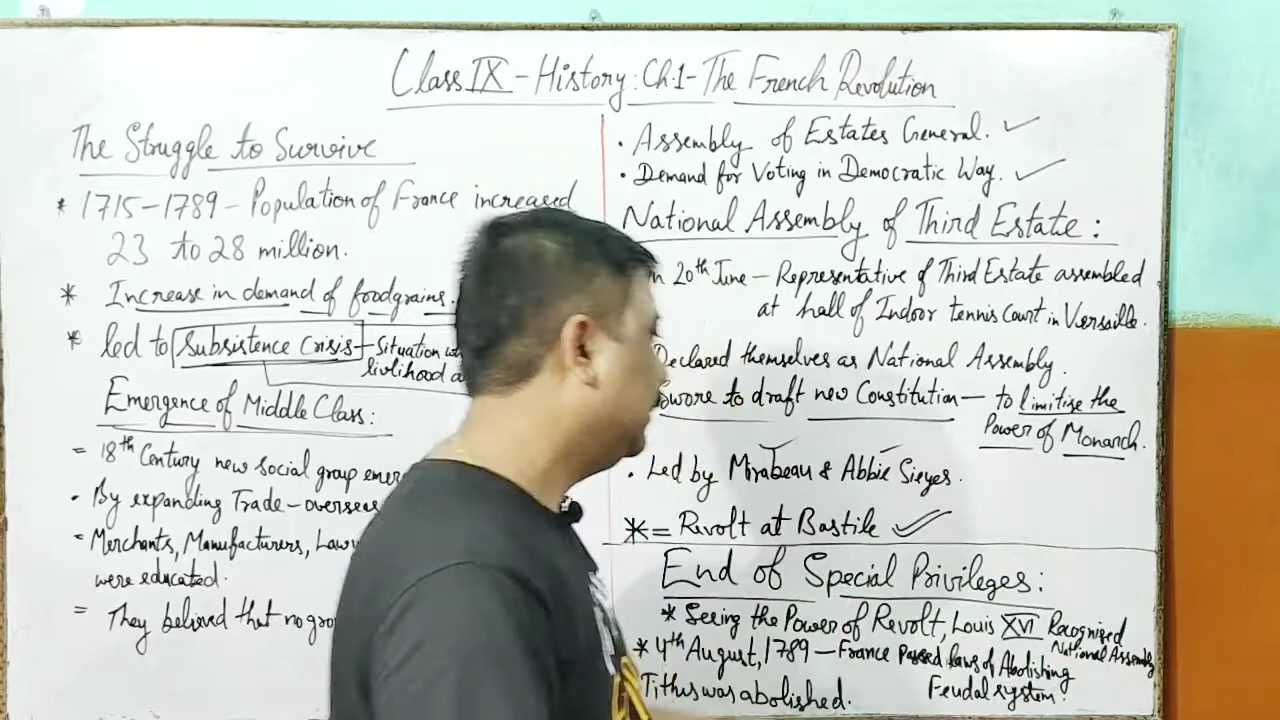 Class IX - History: Ch.1 - The French Revolution
The Struggle to Survive
* 1715-1789 - Population of France increased
23 to 28 million.
* Increase in demand of foodgrains.
* led to Subsistence Crisis - Situation
livlihood
Emergence of Middle Class:
= 18th Century new social group
• By expanding Trade - overseas
= Merchants, Manufacturers,
were educated.
= They believed that no
• Assembly of Estates General. ✓
• Demand for Voting in Democratic Way. ✓
National Assembly of Third Estate:
20th June - Representative of Third Estate assembled
at hall of Indoor tennis Court in Versaille.
Declared themselves as National Assembly.
Swore to draft new Constitution - to limitise the
Power of Monarch.
• Led by Mirabeau & Abbie Sieyes.
* = Revolt at Bastile ✓
End of Special Privileges:
* Seeing the Power of Revolt, Louis XVI Recognised
National Assembly
* 4th August, 1789 - France Passed laws of Abolishing
Feudal system.
Tithus was abolished.